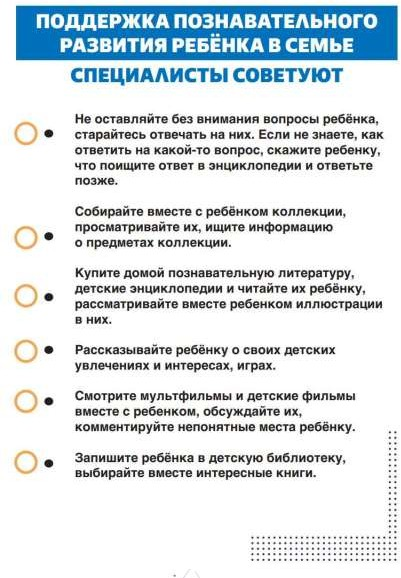 ПОДДЕРЖКА ПОЗНАВАТЕЛЬНОГО
РАЗВИТИЯ РЕБЁНКА В СЕМЬЕ
СПЕЦИАЛИСТЫ СОВЕТУЮТ
Не оставляйте без внимания вопросы ребёнка,
старайтесь отвечать на них. Если не знаете, как
ответить на какой-то вопрос, скажите ребенку,
что поищите ответ в энциклопедии и ответьте
позже.
Собирайте вместе с ребёнком коллекции,
просматривайте их, ищите информацию
о предметах коллекции.
Купите домой познавательную литературу,
детские энциклопедии и читайте их ребёнку,
рассматривайте вместе ребенком иллюстрации
в них.
Рассказывайте ребёнку о своих детских
увлечениях и интересах, играх.
Смотрите мультфильмы и детские фильмы
вместе с ребенком, обсуждайте их,
комментируйте непонятные места ребёнку.
Запишите ребёнка в детскую библиотеку,
выбирайте вместе интересные книги.